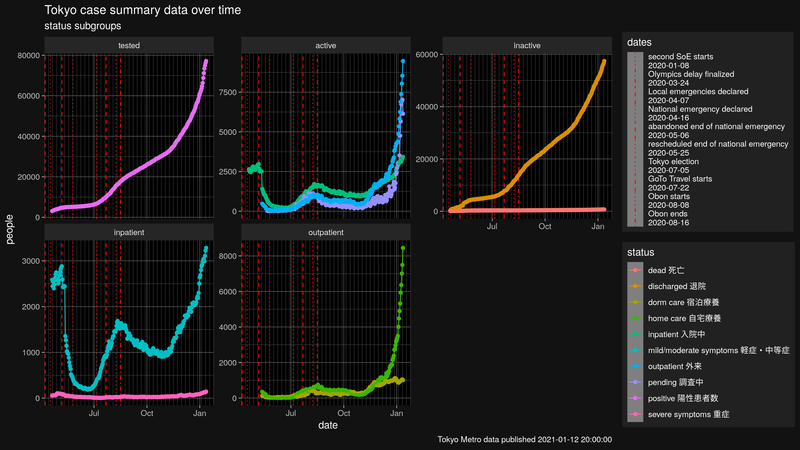 Tokyo case summary data over time
status subgroups
tested
active
inactive
80000
60000
40000
20000
0
7500
5000
2500
0
60000
40000
20000
0
Jul
Oct
Jan
inpatient
outpatient
3000
2000
1000
0
8000
6000
4000
2000
0
Jul
Oct
Jan
Jul
Oct
Jan
people
date
dates
second SoE starts
2020-01-08
Olympics delay finalized
2020-03-24
Local emergencies declared
2020-04-07
National emergency declared
2020-04-16
abandoned end of national emergency
2020-05-06
rescheduled end of national emergency
2020-05-25
Tokyo election
2020-07-05
GoTo Travel starts
2020-07-22
Obon starts
2020-08-08
Obon ends
2020-08-16
status
dead 死亡
discharged 退院
dorm care 宿泊療養
home care 自宅療養
inpatient 入院中
mild/moderate symptoms 軽症・中等症
outpatient 外来
pending 調査中
positive 陽性患者数
severe symptoms 重症
Tokyo Metro data published 2021-01-12 20:00:00